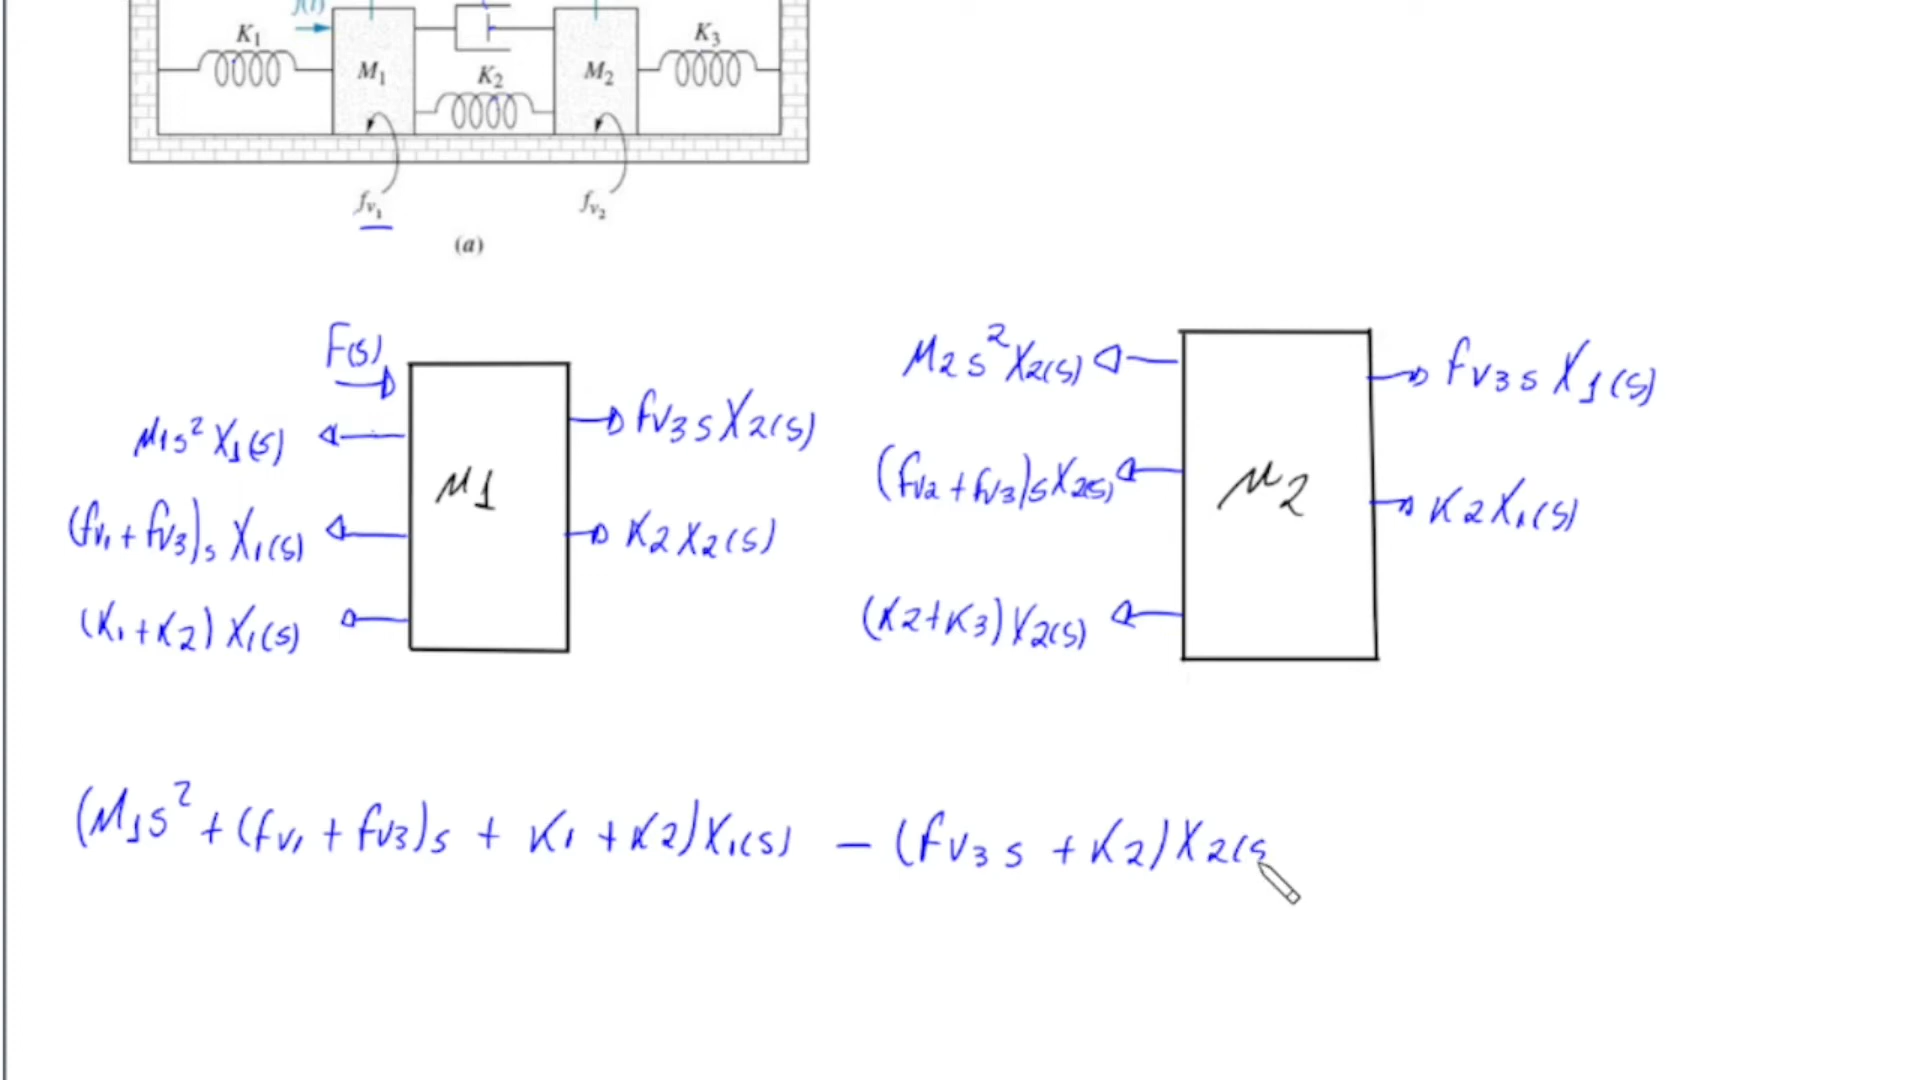 f(t)
K₁
K₃
M₁
K₂
M₂
fᵥ₁
fᵥ₂
(a)
F(s)
M1s² X1(s)
(fv1 + fv3)s X1(s)
(K1+K2) X1(s)
M1
fv3 s X2(s)
K2 X2(s)
M2 s² X2(s)
(fv2 + fv3)s X2(s)
(K2+K3) X2(s)
M2
fv3 s X1(s)
K2 X1(s)
(M1s² + (fv1 + fv3)s + K1 + K2) X1(s) − (fv3 s + K2) X2(s